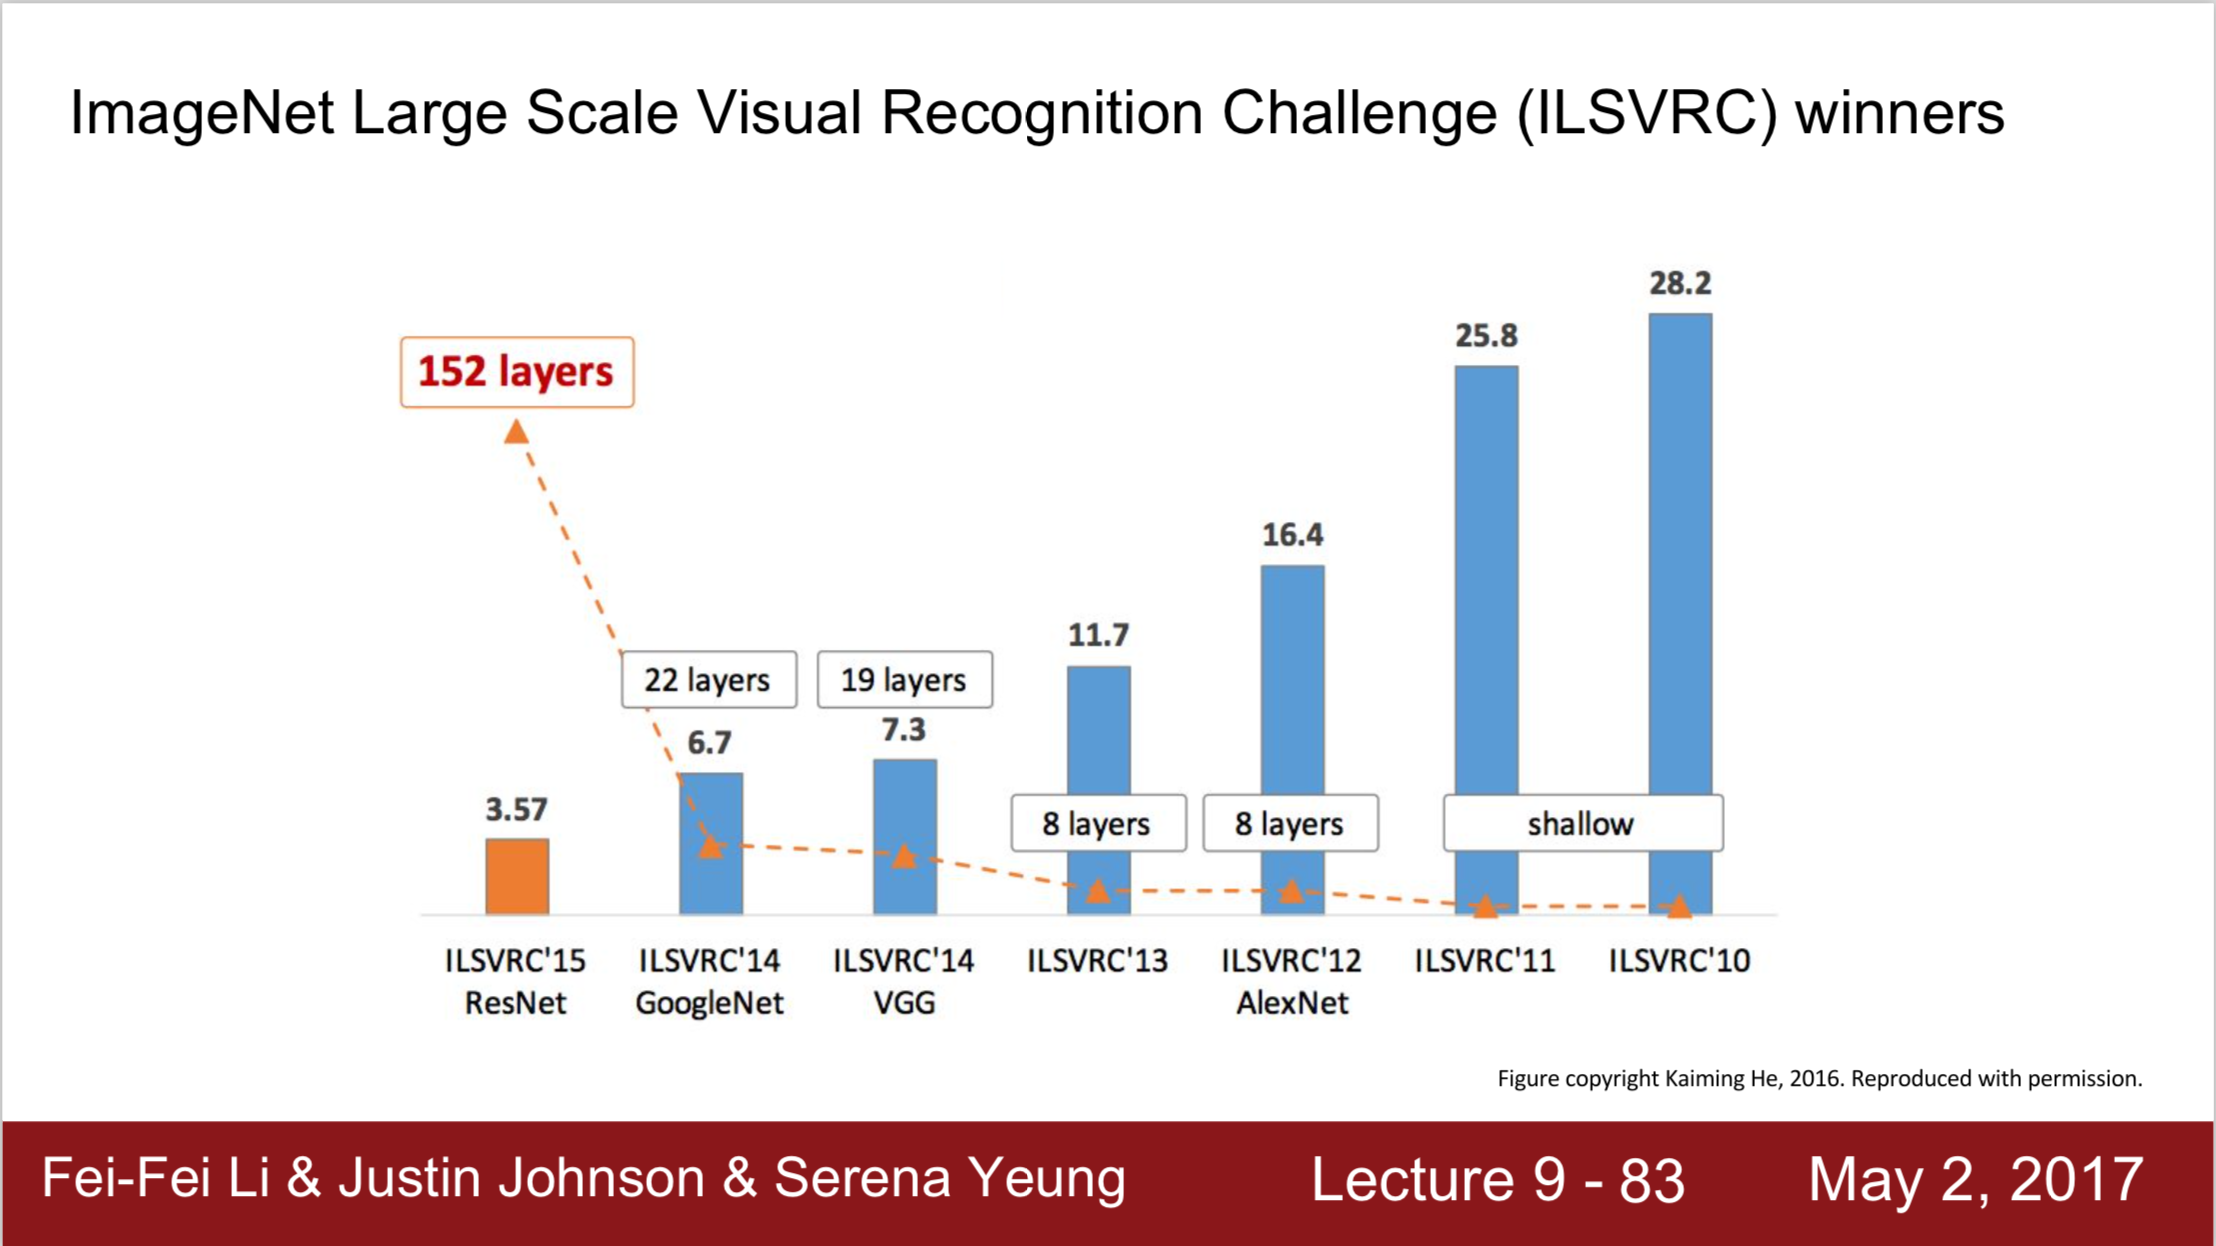 ImageNet Large Scale Visual Recognition Challenge (ILSVRC) winners
28.2
25.8
152 layers
16.4
11.7
22 layers
19 layers
7.3
6.7
3.57
8 layers
8 layers
shallow
ILSVRC'15
ResNet
ILSVRC'14
GoogleNet
ILSVRC'14
VGG
ILSVRC'13
ILSVRC'12
AlexNet
ILSVRC'11
ILSVRC'10
Figure copyright Kaiming He, 2016. Reproduced with permission.
Fei-Fei Li & Justin Johnson & Serena Yeung
Lecture 9 - 83
May 2, 2017